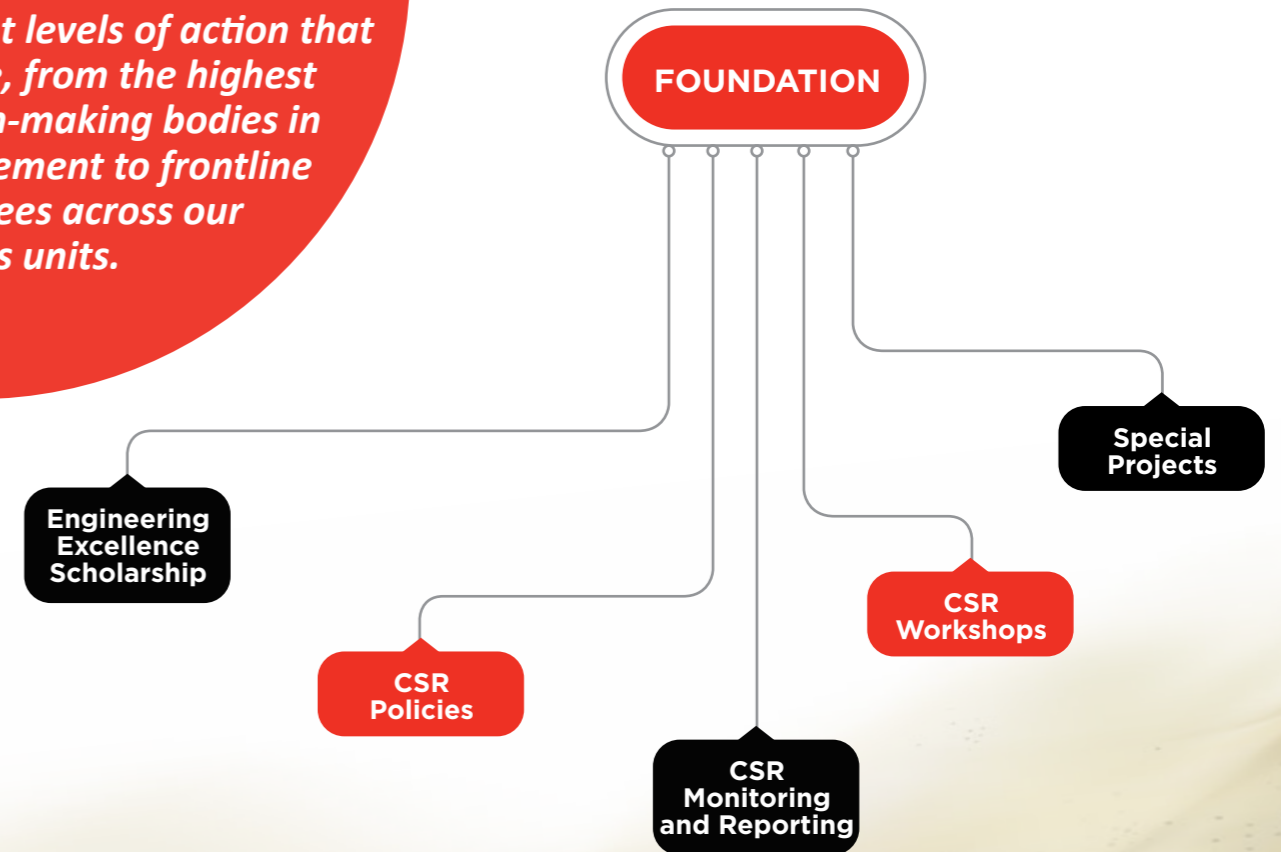 t levels of action that
, from the highest
-making bodies in
ement to frontline
ees across our
s units.
FOUNDATION
Special
Projects
Engineering
Excellence
Scholarship
CSR
Workshops
CSR
Policies
CSR
Monitoring
and Reporting